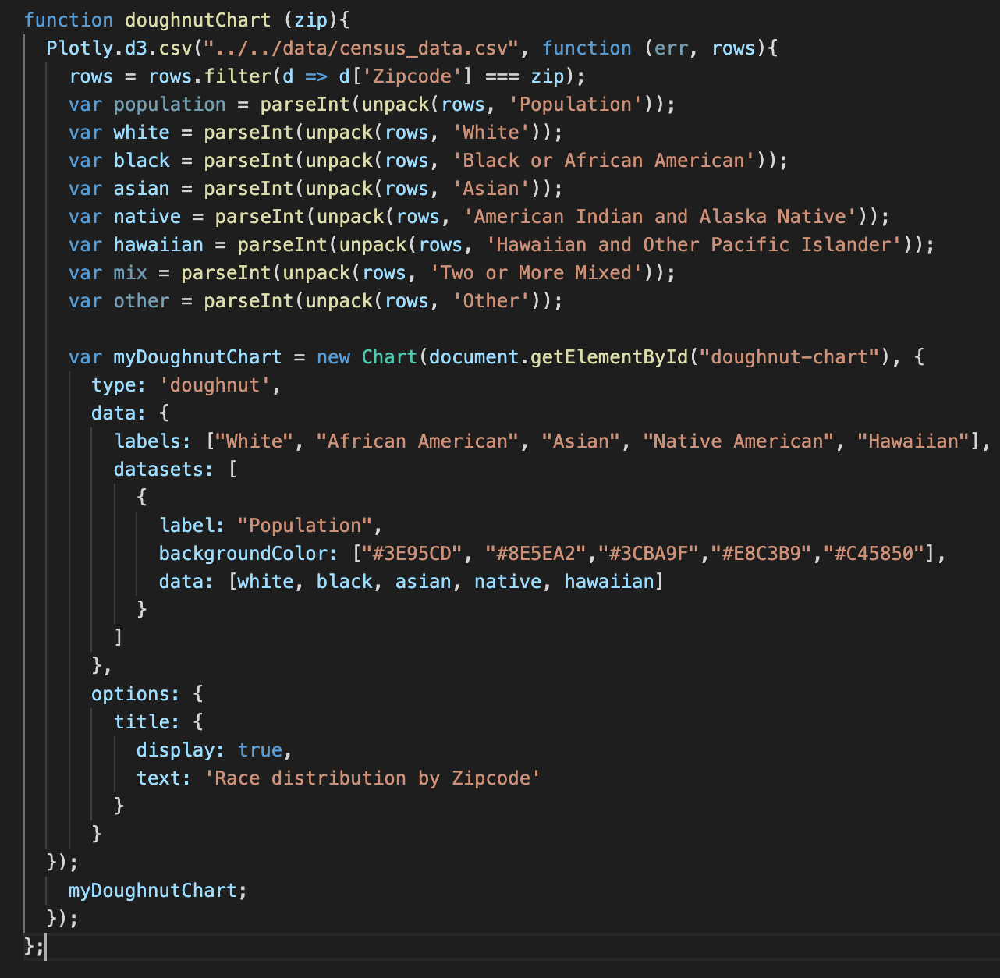 function doughnutChart (zip){
  Plotly.d3.csv("../../data/census_data.csv", function (err, rows){
    rows = rows.filter(d => d['Zipcode'] === zip);
    var population = parseInt(unpack(rows, 'Population'));
    var white = parseInt(unpack(rows, 'White'));
    var black = parseInt(unpack(rows, 'Black or African American'));
    var asian = parseInt(unpack(rows, 'Asian'));
    var native = parseInt(unpack(rows, 'American Indian and Alaska Native'));
    var hawaiian = parseInt(unpack(rows, 'Hawaiian and Other Pacific Islander'));
    var mix = parseInt(unpack(rows, 'Two or More Mixed'));
    var other = parseInt(unpack(rows, 'Other'));

    var myDoughnutChart = new Chart(document.getElementById("doughnut-chart"), {
      type: 'doughnut',
      data: {
        labels: ["White", "African American", "Asian", "Native American", "Hawaiian"],
        datasets: [
          {
            label: "Population",
            backgroundColor: ["#3E95CD", "#8E5EA2","#3CBA9F","#E8C3B9","#C45850"],
            data: [white, black, asian, native, hawaiian]
          }
        ]
      },
      options: {
        title: {
          display: true,
          text: 'Race distribution by Zipcode'
        }
      }
  });
    myDoughnutChart;
  });
};